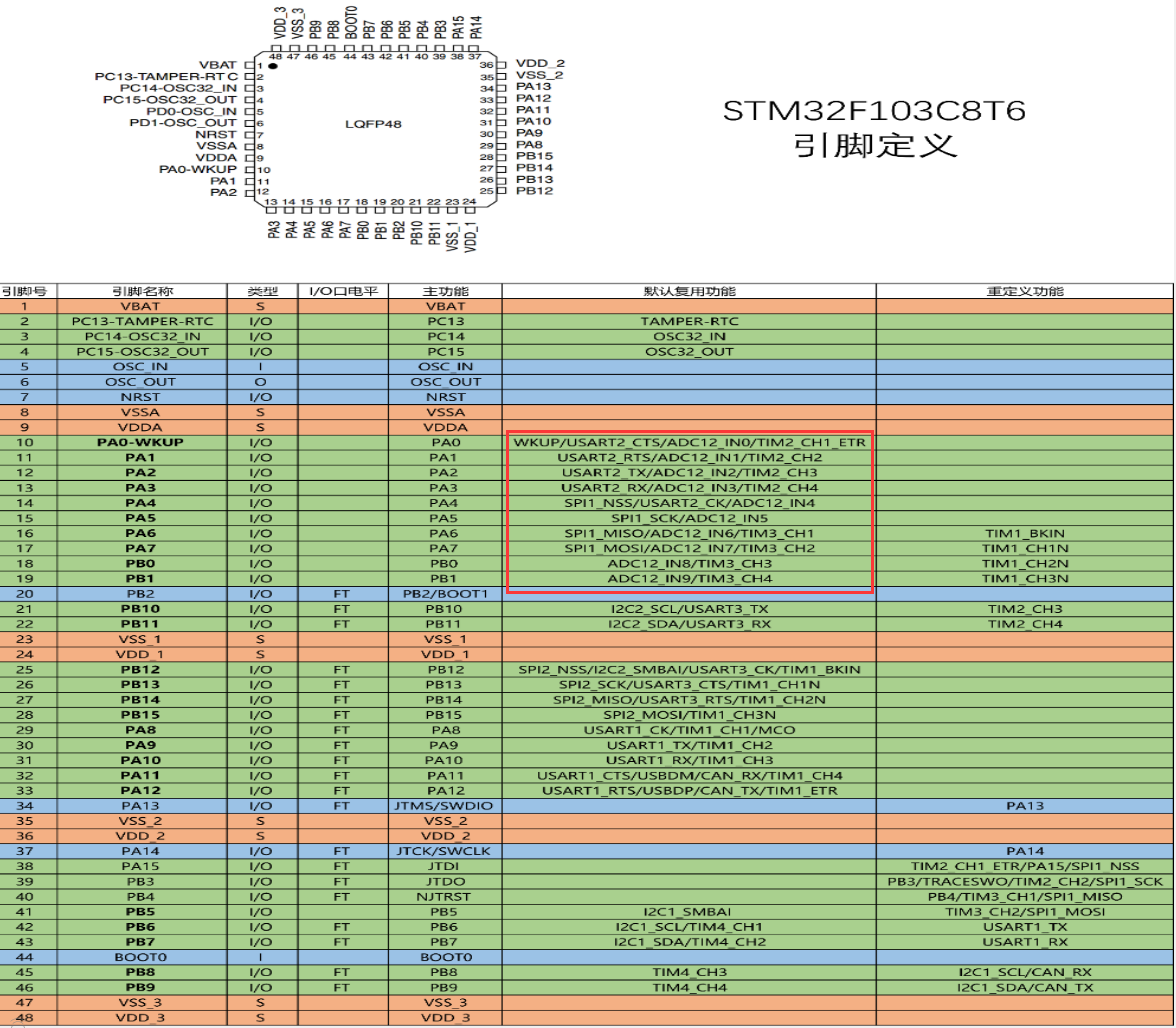 VDD_3 VSS_3 PB9 PB8 BOOT0 PB7 PB6 PB5 PB4 PB3 PA15 PA14
48 47 46 45 44 43 42 41 40 39 38 37
VBAT 1 36 VDD_2
PC13-TAMPER-RTC 2 35 VSS_2
PC14-OSC32_IN 3 34 PA13
PC15-OSC32_OUT 4 33 PA12
PD0-OSC_IN 5 32 PA11
PD1-OSC_OUT 6 31 PA10
NRST 7 30 PA9
VSSA 8 29 PA8
VDDA 9 28 PB15
PA0-WKUP 10 27 PB14
PA1 11 26 PB13
PA2 12 25 PB12
LQFP48
13 14 15 16 17 18 19 20 21 22 23 24
PA3 PA4 PA5 PA6 PA7 PB0 PB1 PB2 PB10 PB11 VSS_1 VDD_1
STM32F103C8T6
引脚定义
引脚号 引脚名称 类型 I/O口电平 主功能 默认复用功能 重定义功能
1 VBAT S VBAT
2 PC13-TAMPER-RTC I/O PC13 TAMPER-RTC
3 PC14-OSC32_IN I/O PC14 OSC32_IN
4 PC15-OSC32_OUT I/O PC15 OSC32_OUT
5 OSC_IN I OSC_IN
6 OSC_OUT O OSC_OUT
7 NRST I/O NRST
8 VSSA S VSSA
9 VDDA S VDDA
10 PA0-WKUP I/O PA0 WKUP/USART2_CTS/ADC12_IN0/TIM2_CH1_ETR
11 PA1 I/O PA1 USART2_RTS/ADC12_IN1/TIM2_CH2
12 PA2 I/O PA2 USART2_TX/ADC12_IN2/TIM2_CH3
13 PA3 I/O PA3 USART2_RX/ADC12_IN3/TIM2_CH4
14 PA4 I/O PA4 SPI1_NSS/USART2_CK/ADC12_IN4
15 PA5 I/O PA5 SPI1_SCK/ADC12_IN5
16 PA6 I/O PA6 SPI1_MISO/ADC12_IN6/TIM3_CH1 TIM1_BKIN
17 PA7 I/O PA7 SPI1_MOSI/ADC12_IN7/TIM3_CH2 TIM1_CH1N
18 PB0 I/O PB0 ADC12_IN8/TIM3_CH3 TIM1_CH2N
19 PB1 I/O PB1 ADC12_IN9/TIM3_CH4 TIM1_CH3N
20 PB2 I/O FT PB2/BOOT1
21 PB10 I/O FT PB10 I2C2_SCL/USART3_TX TIM2_CH3
22 PB11 I/O FT PB11 I2C2_SDA/USART3_RX TIM2_CH4
23 VSS_1 S VSS_1
24 VDD_1 S VDD_1
25 PB12 I/O FT PB12 SPI2_NSS/I2C2_SMBAI/USART3_CK/TIM1_BKIN
26 PB13 I/O FT PB13 SPI2_SCK/USART3_CTS/TIM1_CH1N
27 PB14 I/O FT PB14 SPI2_MISO/USART3_RTS/TIM1_CH2N
28 PB15 I/O FT PB15 SPI2_MOSI/TIM1_CH3N
29 PA8 I/O FT PA8 USART1_CK/TIM1_CH1/MCO
30 PA9 I/O FT PA9 USART1_TX/TIM1_CH2
31 PA10 I/O FT PA10 USART1_RX/TIM1_CH3
32 PA11 I/O FT PA11 USART1_CTS/USBDM/CAN_RX/TIM1_CH4
33 PA12 I/O FT PA12 USART1_RTS/USBDP/CAN_TX/TIM1_ETR
34 PA13 I/O FT JTMS/SWDIO PA13
35 VSS_2 S VSS_2
36 VDD_2 S VDD_2
37 PA14 I/O FT JTCK/SWCLK PA14
38 PA15 I/O FT JTDI TIM2_CH1_ETR/PA15/SPI1_NSS
39 PB3 I/O FT JTDO PB3/TRACESWO/TIM2_CH2/SPI1_SCK
40 PB4 I/O FT NJTRST PB4/TIM3_CH1/SPI1_MISO
41 PB5 I/O PB5 I2C1_SMBAI TIM3_CH2/SPI1_MOSI
42 PB6 I/O FT PB6 I2C1_SCL/TIM4_CH1 USART1_TX
43 PB7 I/O FT PB7 I2C1_SDA/TIM4_CH2 USART1_RX
44 BOOT0 I BOOT0
45 PB8 I/O FT PB8 TIM4_CH3 I2C1_SCL/CAN_RX
46 PB9 I/O FT PB9 TIM4_CH4 I2C1_SDA/CAN_TX
47 VSS_3 S VSS_3
48 VDD_3 S VDD_3